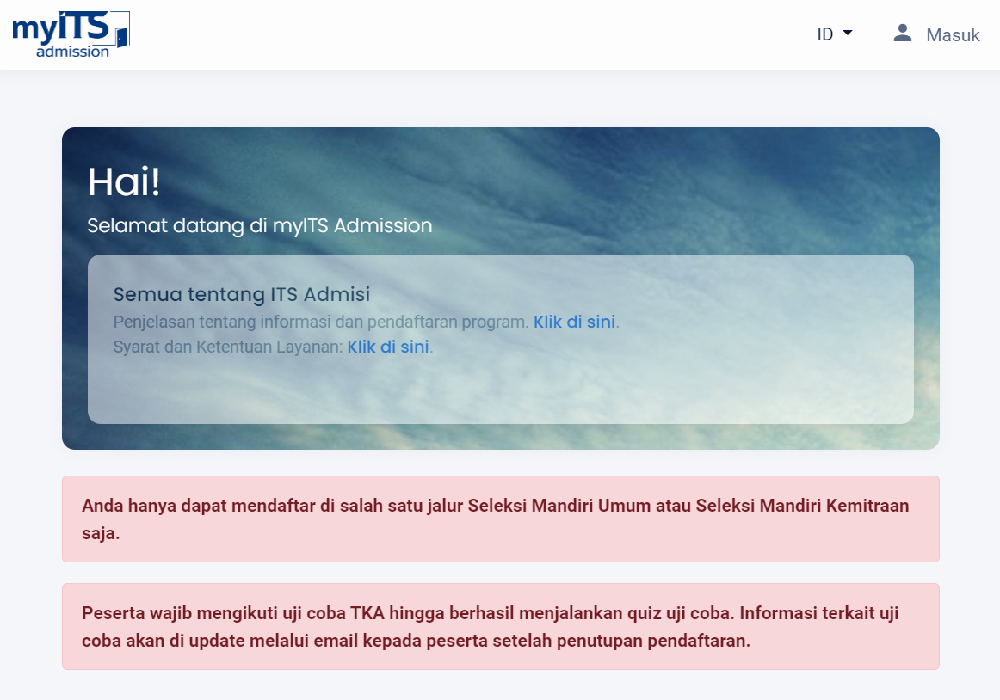 myITS
admission
ID
Masuk
Hai!
Selamat datang di myITS Admission
Semua tentang ITS Admisi
Penjelasan tentang informasi dan pendaftaran program. Klik di sini.
Syarat dan Ketentuan Layanan: Klik di sini.
Anda hanya dapat mendaftar di salah satu jalur Seleksi Mandiri Umum atau Seleksi Mandiri Kemitraan
saja.
Peserta wajib mengikuti uji coba TKA hingga berhasil menjalankan quiz uji coba. Informasi terkait uji
coba akan di update melalui email kepada peserta setelah penutupan pendaftaran.